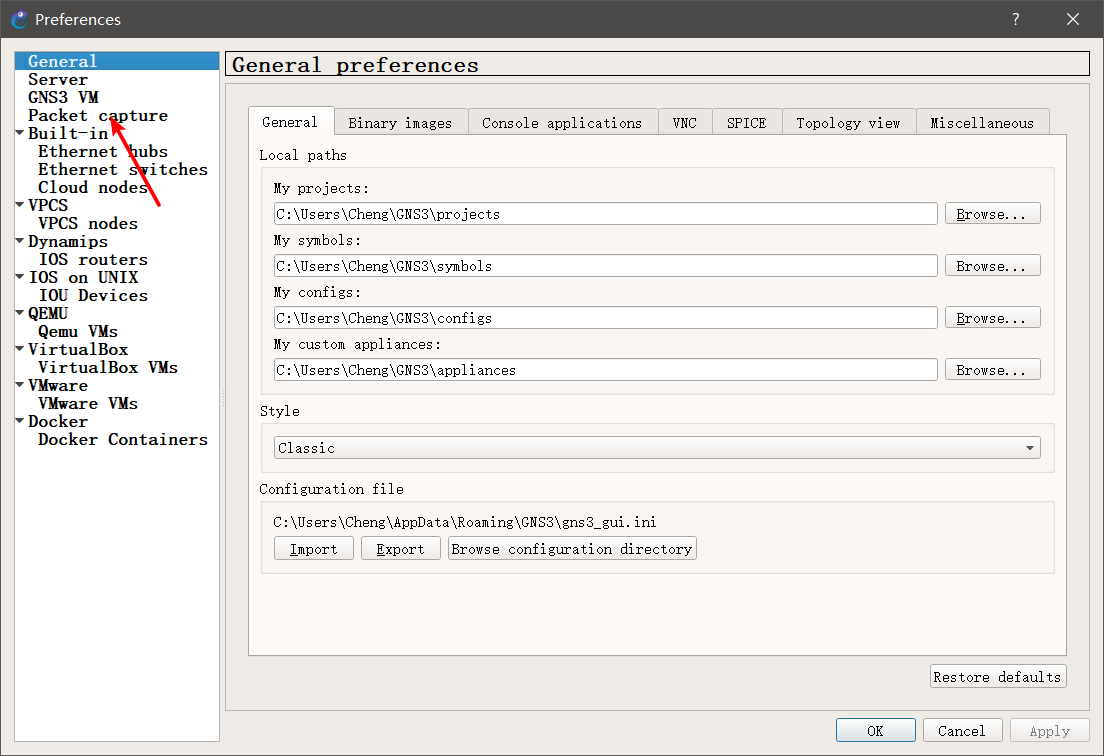 Preferences
?
General
Server
GNS3 VM
Packet capture
Built-in
Ethernet hubs
Ethernet switches
Cloud nodes
VPCS
VPCS nodes
Dynamips
IOS routers
IOS on UNIX
IOU Devices
QEMU
Qemu VMs
VirtualBox
VirtualBox VMs
VMware
VMware VMs
Docker
Docker Containers
General preferences
General Binary images Console applications VNC SPICE Topology view Miscellaneous
Local paths
My projects:
C:\Users\Cheng\GNS3\projects Browse...
My symbols:
C:\Users\Cheng\GNS3\symbols Browse...
My configs:
C:\Users\Cheng\GNS3\configs Browse...
My custom appliances:
C:\Users\Cheng\GNS3\appliances Browse...
Style
Classic
Configuration file
C:\Users\Cheng\AppData\Roaming\GNS3\gns3_gui.ini
Import Export Browse configuration directory
Restore defaults
OK Cancel Apply